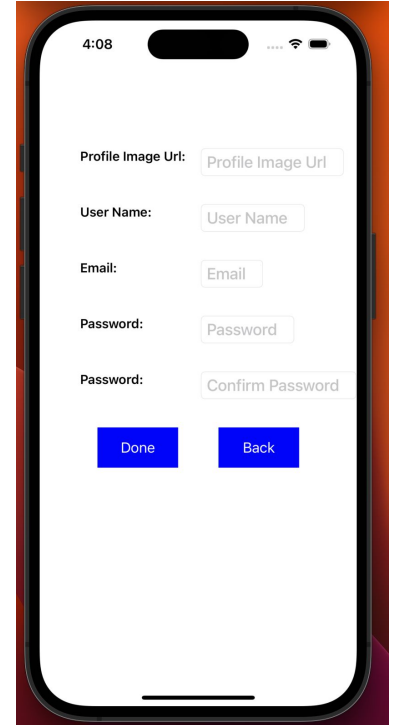 4:08
Profile Image Url: Profile Image Url
User Name: User Name
Email: Email
Password: Password
Password: Confirm Password
Done Back